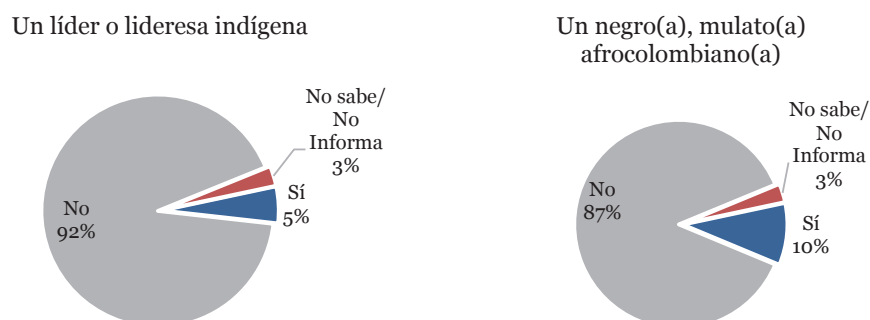 Un líder o lideresa indígena
No sabe/
No
Informa
3%
Sí
5%
No
92%
Un negro(a), mulato(a)
afrocolombiano(a)
No sabe/
No
Informa
3%
Sí
10%
No
87%